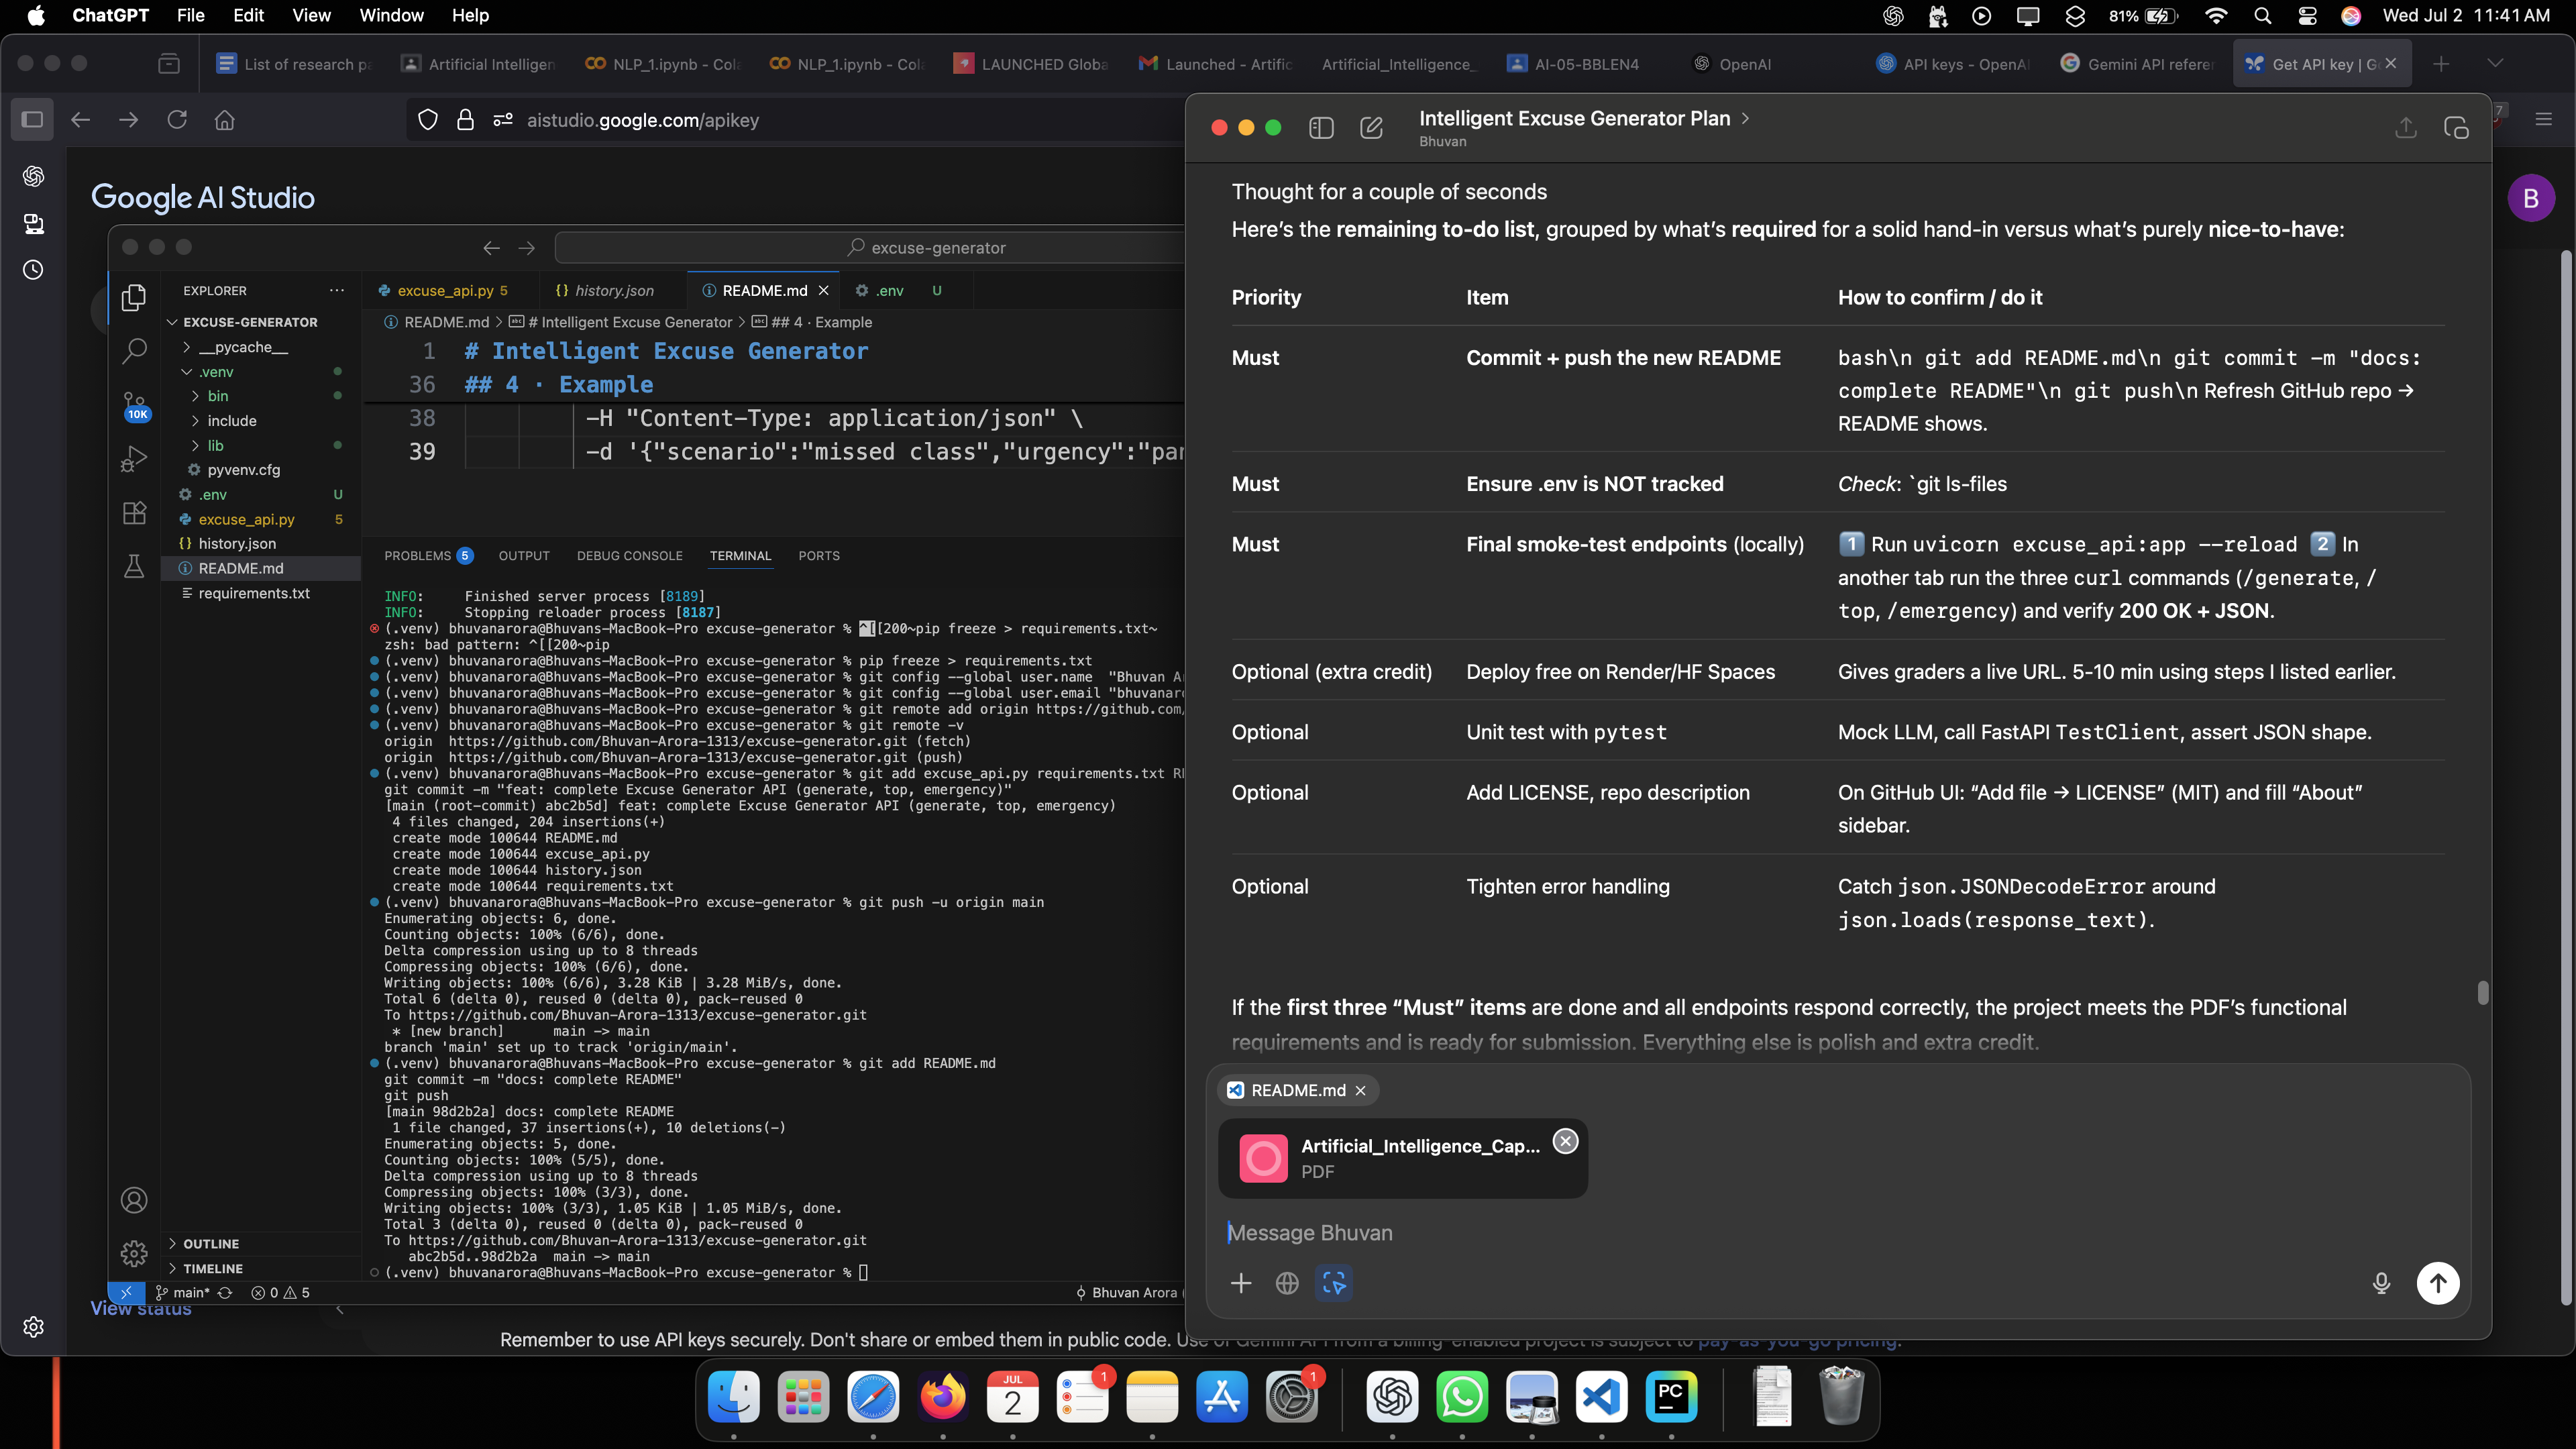 ChatGPT File Edit View Window Help
81% Wed Jul 2 11:41 AM
List of research pa
Artificial Intelligen
NLP_1.ipynb - Cola
NLP_1.ipynb - Cola
LAUNCHED Globa
Launched - Artific
Artificial_Intelligence_
AI-05-BBLEN4
OpenAI
API keys - OpenAI
Gemini API referen
Get API key | G
aistudio.google.com/apikey
Google AI Studio
B
7
excuse-generator
EXPLORER
EXCUSE-GENERATOR
__pycache__
.venv
bin
include
lib
pyvenv.cfg
.env U
excuse_api.py 5
history.json
README.md
requirements.txt
10K
OUTLINE
TIMELINE
excuse_api.py 5
history.json
README.md
.env U
README.md > # Intelligent Excuse Generator > ## 4 · Example
1 # Intelligent Excuse Generator
36 ## 4 · Example
38 -H "Content-Type: application/json" \
39 -d '{"scenario":"missed class","urgency":"par
PROBLEMS 5 OUTPUT DEBUG CONSOLE TERMINAL PORTS
INFO: Finished server process [8189]
INFO: Stopping reloader process [8187]
(.venv) bhuvanarora@Bhuvans-MacBook-Pro excuse-generator % ^[[200~pip freeze > requirements.txt~
zsh: bad pattern: ^[[200~pip
(.venv) bhuvanarora@Bhuvans-MacBook-Pro excuse-generator % pip freeze > requirements.txt
(.venv) bhuvanarora@Bhuvans-MacBook-Pro excuse-generator % git config --global user.name "Bhuvan Ar
(.venv) bhuvanarora@Bhuvans-MacBook-Pro excuse-generator % git config --global user.email "bhuvanaro
(.venv) bhuvanarora@Bhuvans-MacBook-Pro excuse-generator % git remote add origin https://github.com/
(.venv) bhuvanarora@Bhuvans-MacBook-Pro excuse-generator % git remote -v
origin https://github.com/Bhuvan-Arora-1313/excuse-generator.git (fetch)
origin https://github.com/Bhuvan-Arora-1313/excuse-generator.git (push)
(.venv) bhuvanarora@Bhuvans-MacBook-Pro excuse-generator % git add excuse_api.py requirements.txt RE
git commit -m "feat: complete Excuse Generator API (generate, top, emergency)"
[main (root-commit) abc2b5d] feat: complete Excuse Generator API (generate, top, emergency)
4 files changed, 204 insertions(+)
create mode 100644 README.md
create mode 100644 excuse_api.py
create mode 100644 history.json
create mode 100644 requirements.txt
(.venv) bhuvanarora@Bhuvans-MacBook-Pro excuse-generator % git push -u origin main
Enumerating objects: 6, done.
Counting objects: 100% (6/6), done.
Delta compression using up to 8 threads
Compressing objects: 100% (6/6), done.
Writing objects: 100% (6/6), 3.28 KiB | 3.28 MiB/s, done.
Total 6 (delta 0), reused 0 (delta 0), pack-reused 0
To https://github.com/Bhuvan-Arora-1313/excuse-generator.git
* [new branch] main -> main
branch 'main' set up to track 'origin/main'.
(.venv) bhuvanarora@Bhuvans-MacBook-Pro excuse-generator % git add README.md
git commit -m "docs: complete README"
git push
[main 98d2b2a] docs: complete README
1 file changed, 37 insertions(+), 10 deletions(-)
Enumerating objects: 5, done.
Counting objects: 100% (5/5), done.
Delta compression using up to 8 threads
Compressing objects: 100% (3/3), done.
Writing objects: 100% (3/3), 1.05 KiB | 1.05 MiB/s, done.
Total 3 (delta 0), reused 0 (delta 0), pack-reused 0
To https://github.com/Bhuvan-Arora-1313/excuse-generator.git
abc2b5d..98d2b2a main -> main
(.venv) bhuvanarora@Bhuvans-MacBook-Pro excuse-generator %
main* 0 5 Bhuvan Arora (
View status
Remember to use API keys securely. Don't share or embed them in public code. Use of Gemini API from a billing-enabled project is subject to pay-as-you-go pricing.
Intelligent Excuse Generator Plan >
Bhuvan
Thought for a couple of seconds
Here's the remaining to-do list, grouped by what's required for a solid hand-in versus what's purely nice-to-have:
Priority Item How to confirm / do it
Must Commit + push the new README bash\n git add README.md\n git commit -m "docs:
complete README"\n git push\n Refresh GitHub repo →
README shows.
Must Ensure .env is NOT tracked Check: `git ls-files
Must Final smoke-test endpoints (locally) 1️⃣ Run uvicorn excuse_api:app --reload 2️⃣ In
another tab run the three curl commands (/generate, /
top, /emergency) and verify 200 OK + JSON.
Optional (extra credit) Deploy free on Render/HF Spaces Gives graders a live URL. 5-10 min using steps I listed earlier.
Optional Unit test with pytest Mock LLM, call FastAPI TestClient, assert JSON shape.
Optional Add LICENSE, repo description On GitHub UI: “Add file → LICENSE” (MIT) and fill “About”
sidebar.
Optional Tighten error handling Catch json.JSONDecodeError around
json.loads(response_text).
If the first three “Must” items are done and all endpoints respond correctly, the project meets the PDF’s functional
requirements and is ready for submission. Everything else is polish and extra credit.
README.md
Artificial_Intelligence_Cap...
PDF
Message Bhuvan
JUL
2
1
1
PC